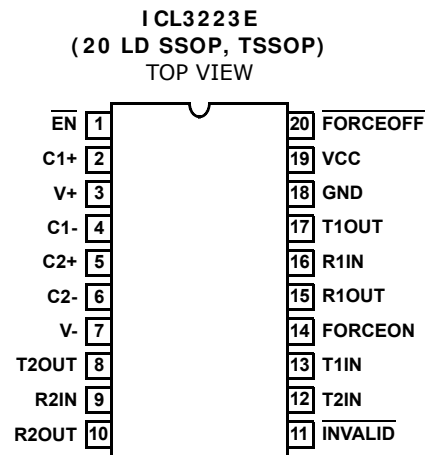 ICL3223E
(20 LD SSOP, TSSOP)
TOP VIEW
EN 1 20 FORCEOFF
C1+ 2 19 VCC
V+ 3 18 GND
C1- 4 17 T1OUT
C2+ 5 16 R1IN
C2- 6 15 R1OUT
V- 7 14 FORCEON
T2OUT 8 13 T1IN
R2IN 9 12 T2IN
R2OUT 10 11 INVALID